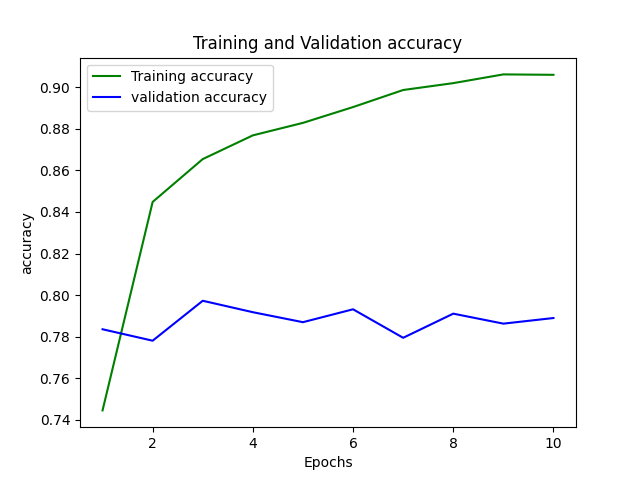 Training and Validation accuracy
Training accuracy
validation accuracy
accuracy
0.90
0.88
0.86
0.84
0.82
0.80
0.78
0.76
0.74
2 4 6 8 10
Epochs